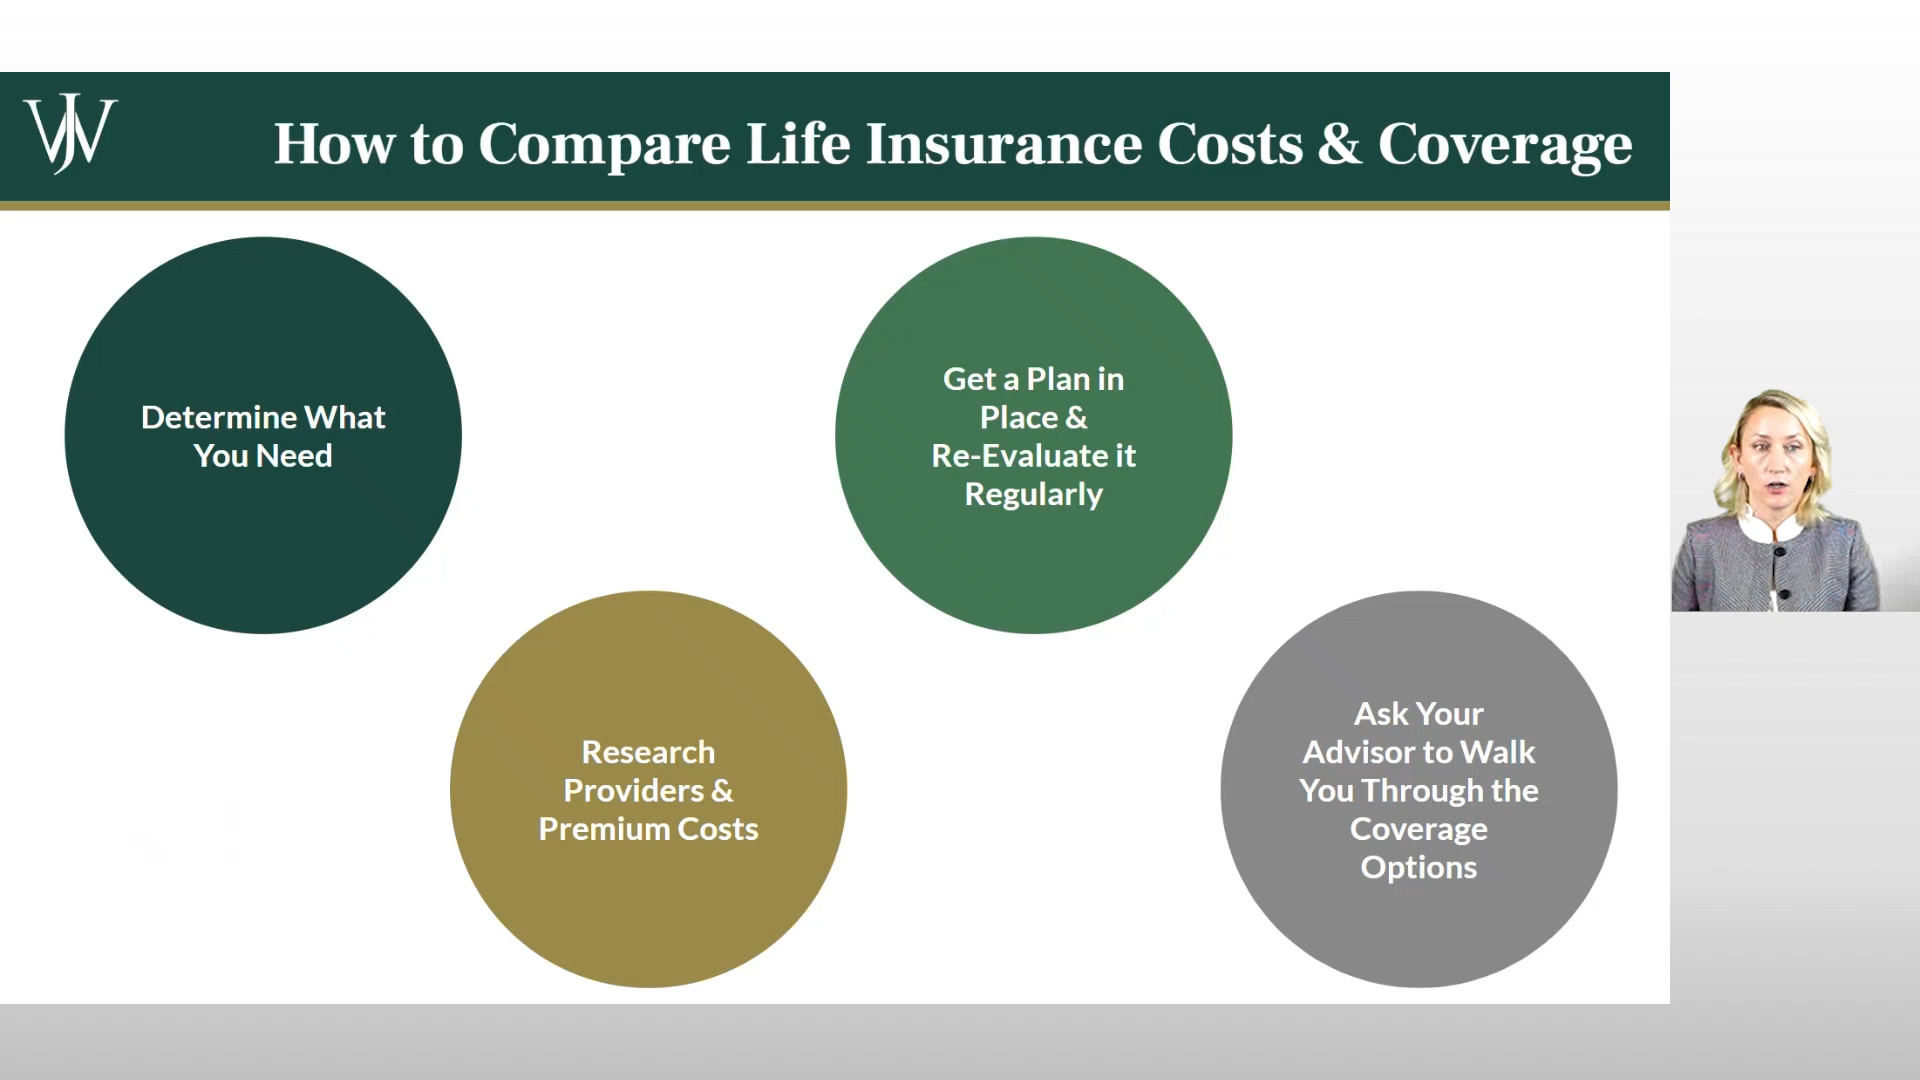 How to Compare Life Insurance Costs & Coverage
Determine What
You Need
Research
Providers &
Premium Costs
Get a Plan in
Place &
Re-Evaluate it
Regularly
Ask Your
Advisor to Walk
You Through the
Coverage
Options